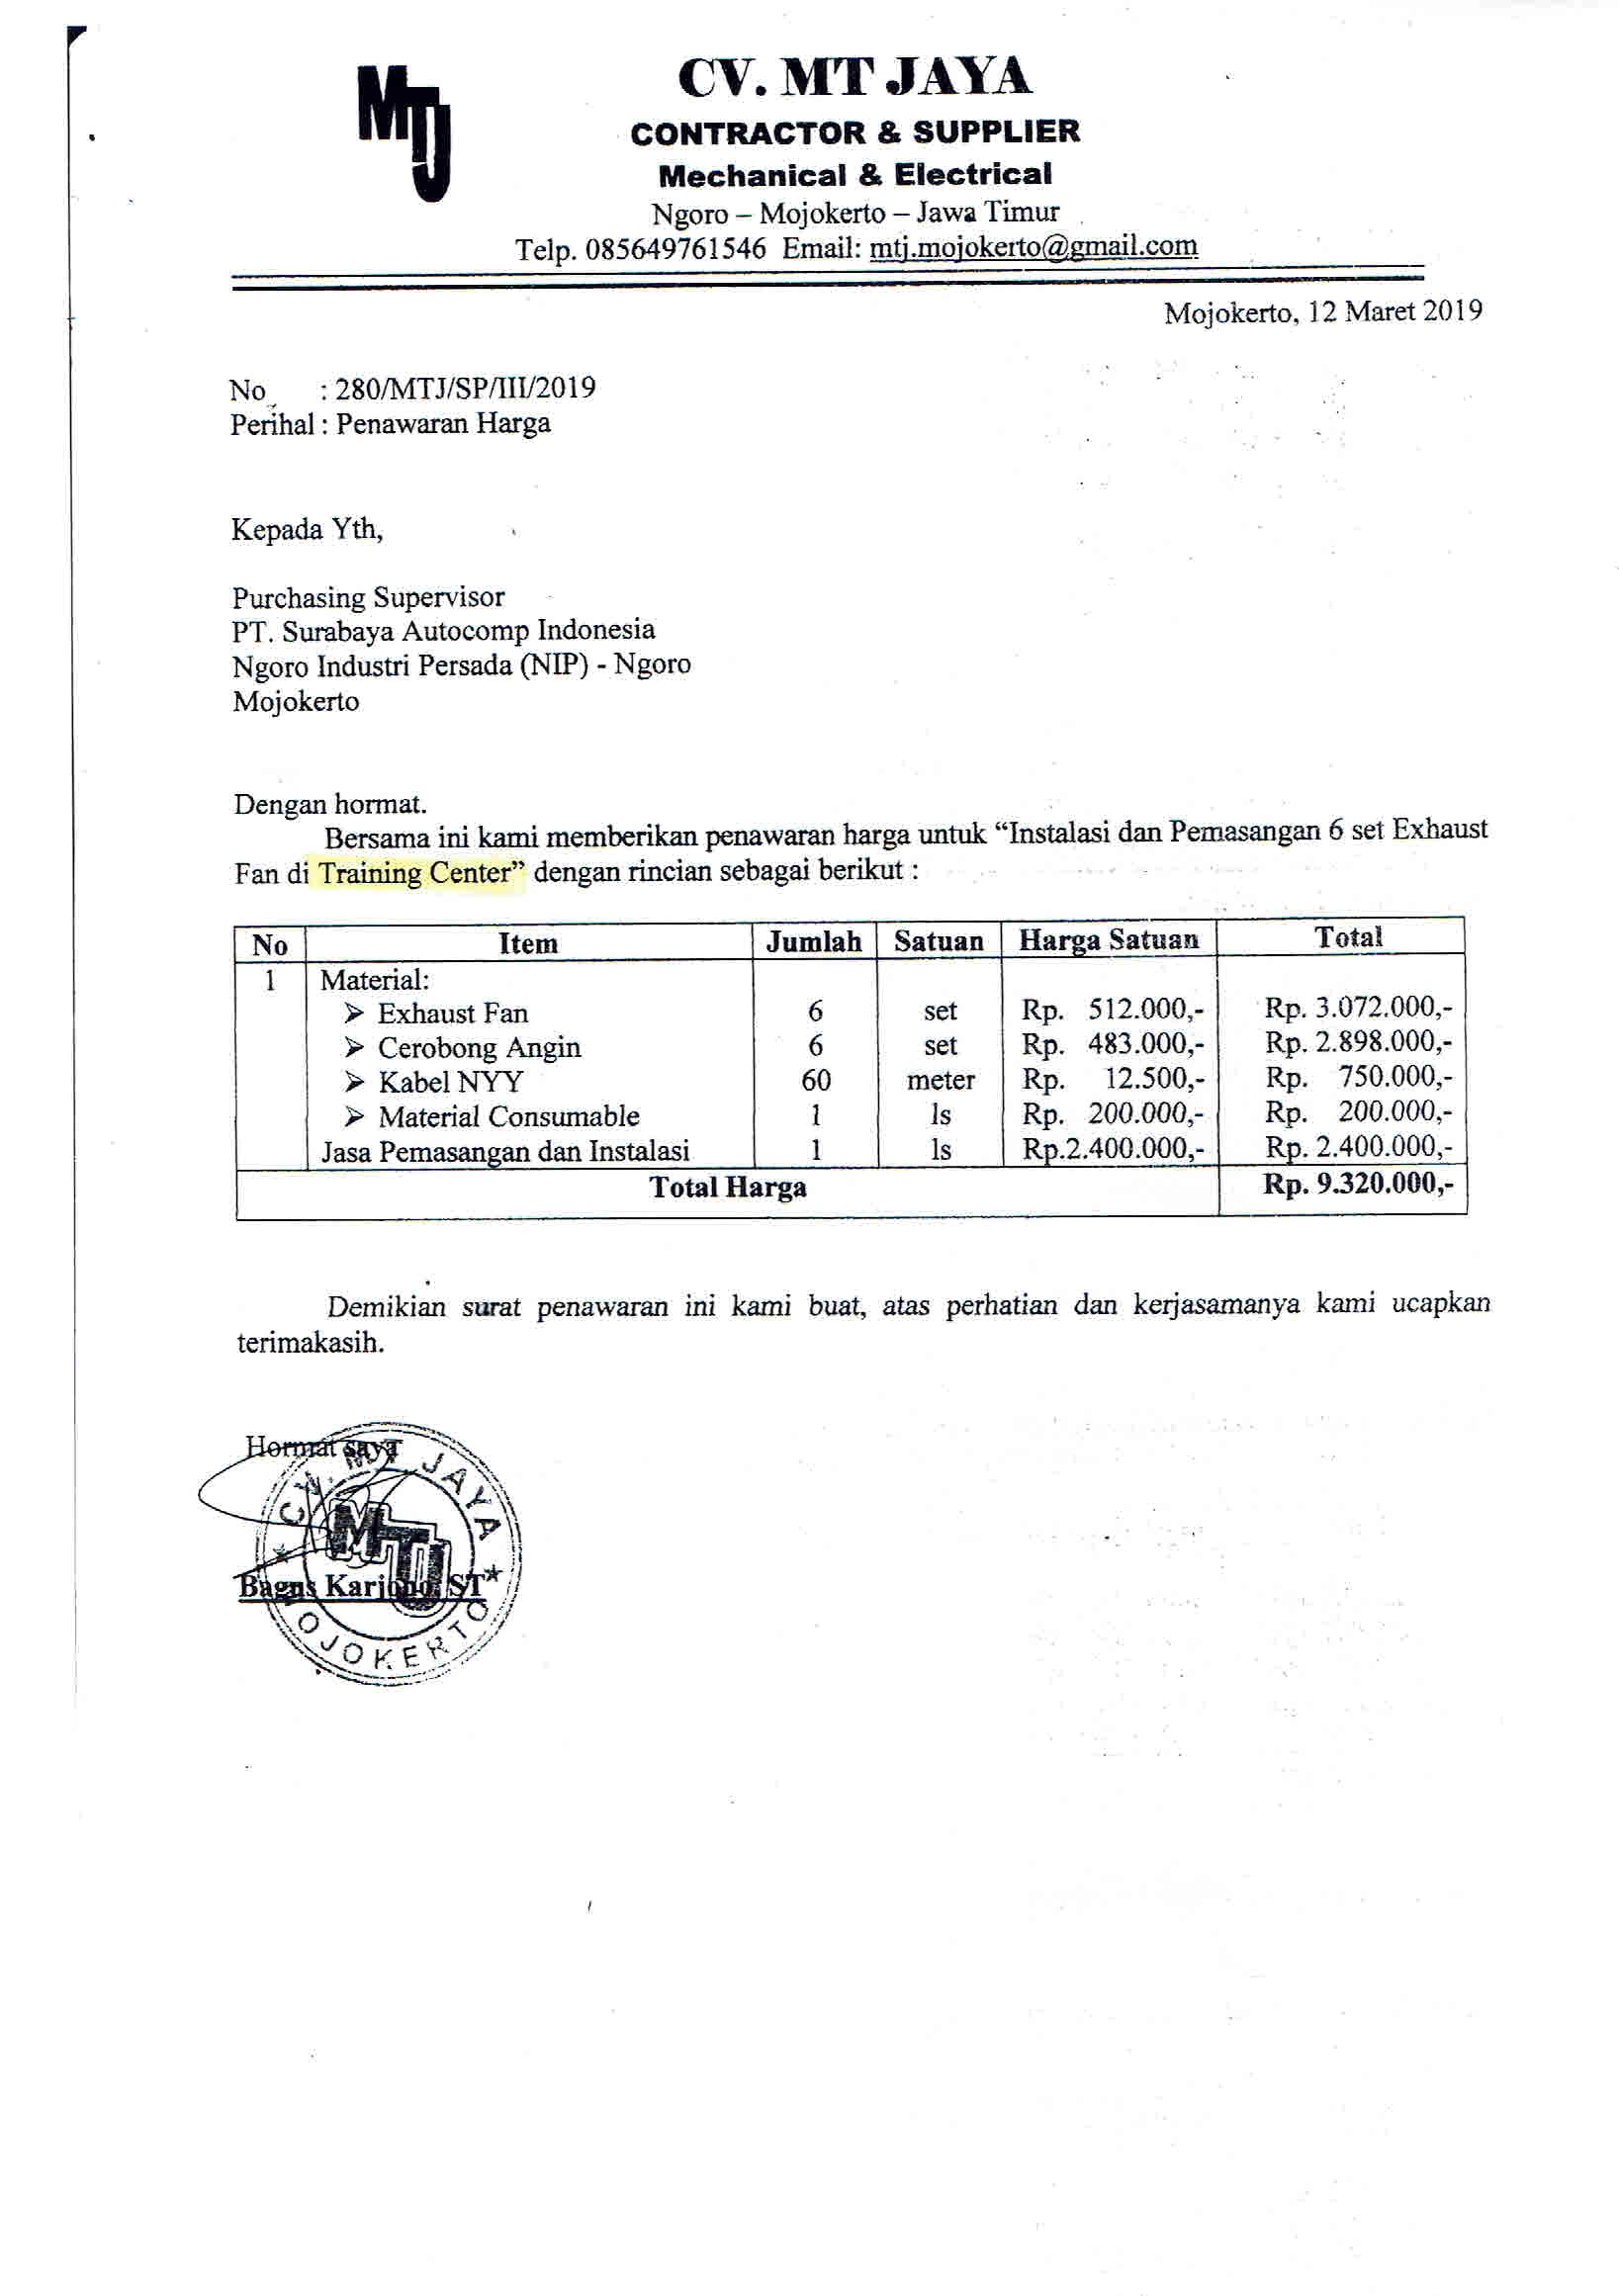 MTJ
CV. MT JAYA
CONTRACTOR & SUPPLIER
Mechanical & Electrical
Ngoro – Mojokerto – Jawa Timur
Telp. 085649761546 Email: mtj.mojokerto@gmail.com
Mojokerto, 12 Maret 2019
No : 280/MTJ/SP/III/2019
Perihal : Penawaran Harga
Kepada Yth,
Purchasing Supervisor
PT. Surabaya Autocomp Indonesia
Ngoro Industri Persada (NIP) - Ngoro
Mojokerto
Dengan hormat.
Bersama ini kami memberikan penawaran harga untuk “Instalasi dan Pemasangan 6 set Exhaust
Fan di Training Center” dengan rincian sebagai berikut :
No Item Jumlah Satuan Harga Satuan Total
1 Material:
➢ Exhaust Fan 6 set Rp. 512.000,- Rp. 3.072.000,-
➢ Cerobong Angin 6 set Rp. 483.000,- Rp. 2.898.000,-
➢ Kabel NYY 60 meter Rp. 12.500,- Rp. 750.000,-
➢ Material Consumable 1 ls Rp. 200.000,- Rp. 200.000,-
Jasa Pemasangan dan Instalasi 1 ls Rp.2.400.000,- Rp. 2.400.000,-
Total Harga Rp. 9.320.000,-
Demikian surat penawaran ini kami buat, atas perhatian dan kerjasamanya kami ucapkan
terimakasih.
Hormat saya
CV. MT JAYA
MTJ
Bagus Karjono, ST
MOJOKERTO